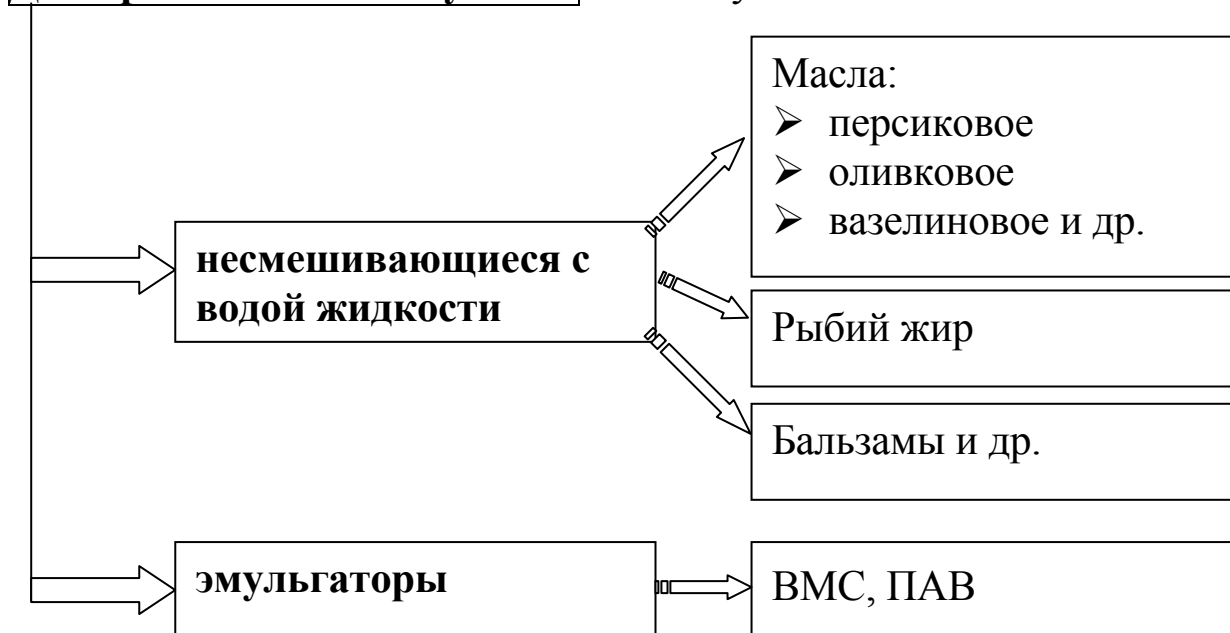 несмешивающиеся с
водой жидкости
Масла:
➢ персиковое
➢ оливковое
➢ вазелиновое и др.
Рыбий жир
Бальзамы и др.
эмульгаторы
ВМС, ПАВ